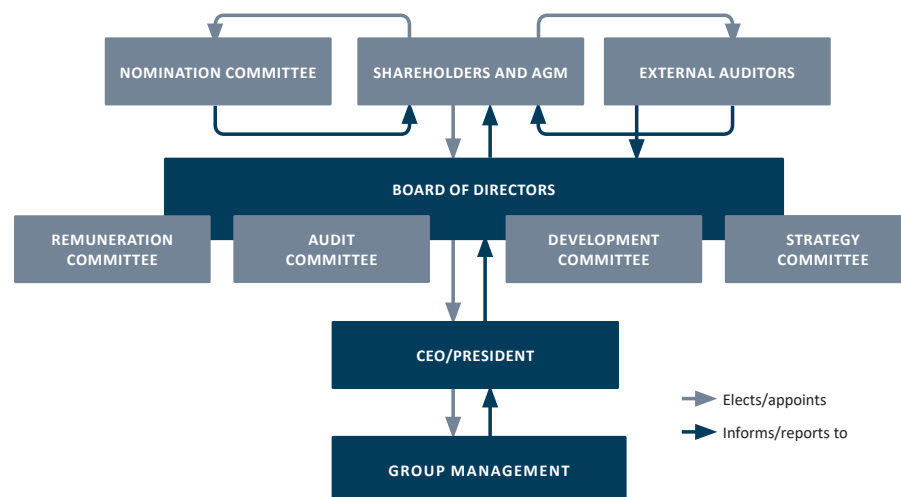 NOMINATION COMMITTEE
SHAREHOLDERS AND AGM
EXTERNAL AUDITORS
BOARD OF DIRECTORS
REMUNERATION
COMMITTEE
AUDIT
COMMITTEE
DEVELOPMENT
COMMITTEE
STRATEGY
COMMITTEE
CEO/PRESIDENT
Elects/appoints
Informs/reports to
GROUP MANAGEMENT